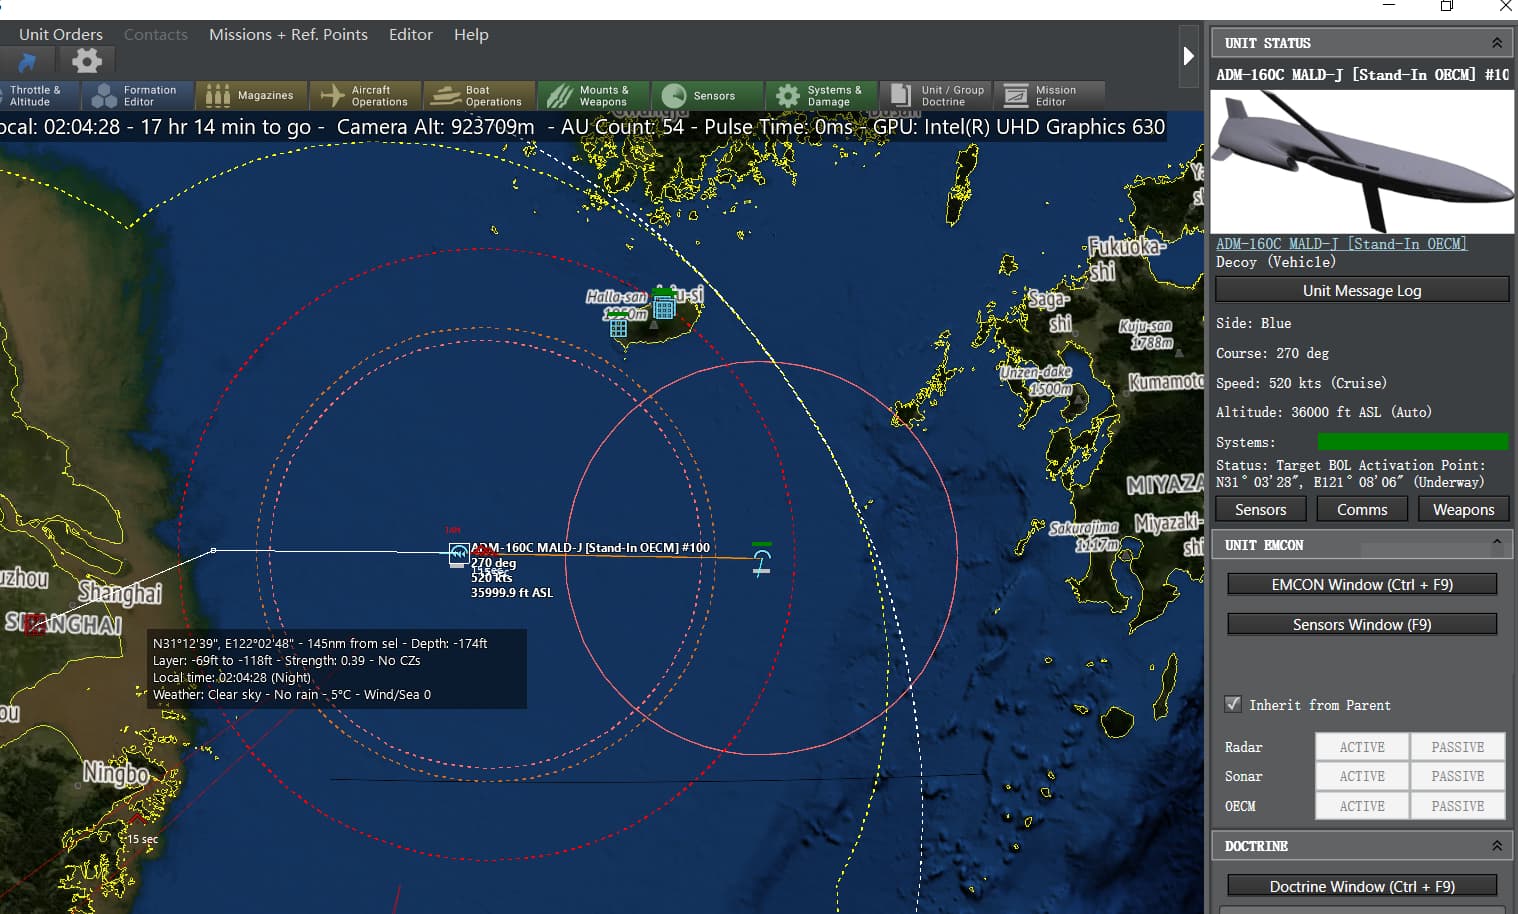 Unit Orders
Contacts
Missions + Ref. Points
Editor
Help
Throttle &
Altitude
Formation
Editor
Magazines
Aircraft
Operations
Boat
Operations
Mounts &
Weapons
Sensors
Systems &
Damage
Unit / Group
Doctrine
Mission
Editor
ocal: 02:04:28 - 17 hr 14 min to go - Camera Alt: 923709m - AU Count: 54 - Pulse Time: 0ms - GPU: Intel(R) UHD Graphics 630
Halla-san
Fukuoka-
shi
Saga-
shi
Kuju-san
1788m
Unzen-dake
1500m
Kumamoto
MIYAZA
Sakurajima
1117m
Miyazaki-
shi
ADM-160C MALD-J [Stand-In OECM] #100
270 deg
520 kts
35999.9 ft ASL
uzhou
Shanghai
SHANGHAI
N31°12'39", E122°02'48" - 145nm from sel - Depth: -174ft
Layer: -69ft to -118ft - Strength: 0.39 - No CZs
Local time: 02:04:28 (Night)
Weather: Clear sky - No rain - 5°C - Wind/Sea 0
ou
Ningbo
15 sec
UNIT STATUS
ADM-160C MALD-J [Stand-In OECM] #10
ADM-160C MALD-J [Stand-In OECM]
Decoy (Vehicle)
Unit Message Log
Side: Blue
Course: 270 deg
Speed: 520 kts (Cruise)
Altitude: 36000 ft ASL (Auto)
Systems:
Status: Target BOL Activation Point:
N31°03'28", E121°08'06" (Underway)
Sensors
Comms
Weapons
UNIT EMCON
EMCON Window (Ctrl + F9)
Sensors Window (F9)
Inherit from Parent
Radar ACTIVE PASSIVE
Sonar ACTIVE PASSIVE
OECM ACTIVE PASSIVE
DOCTRINE
Doctrine Window (Ctrl + F9)